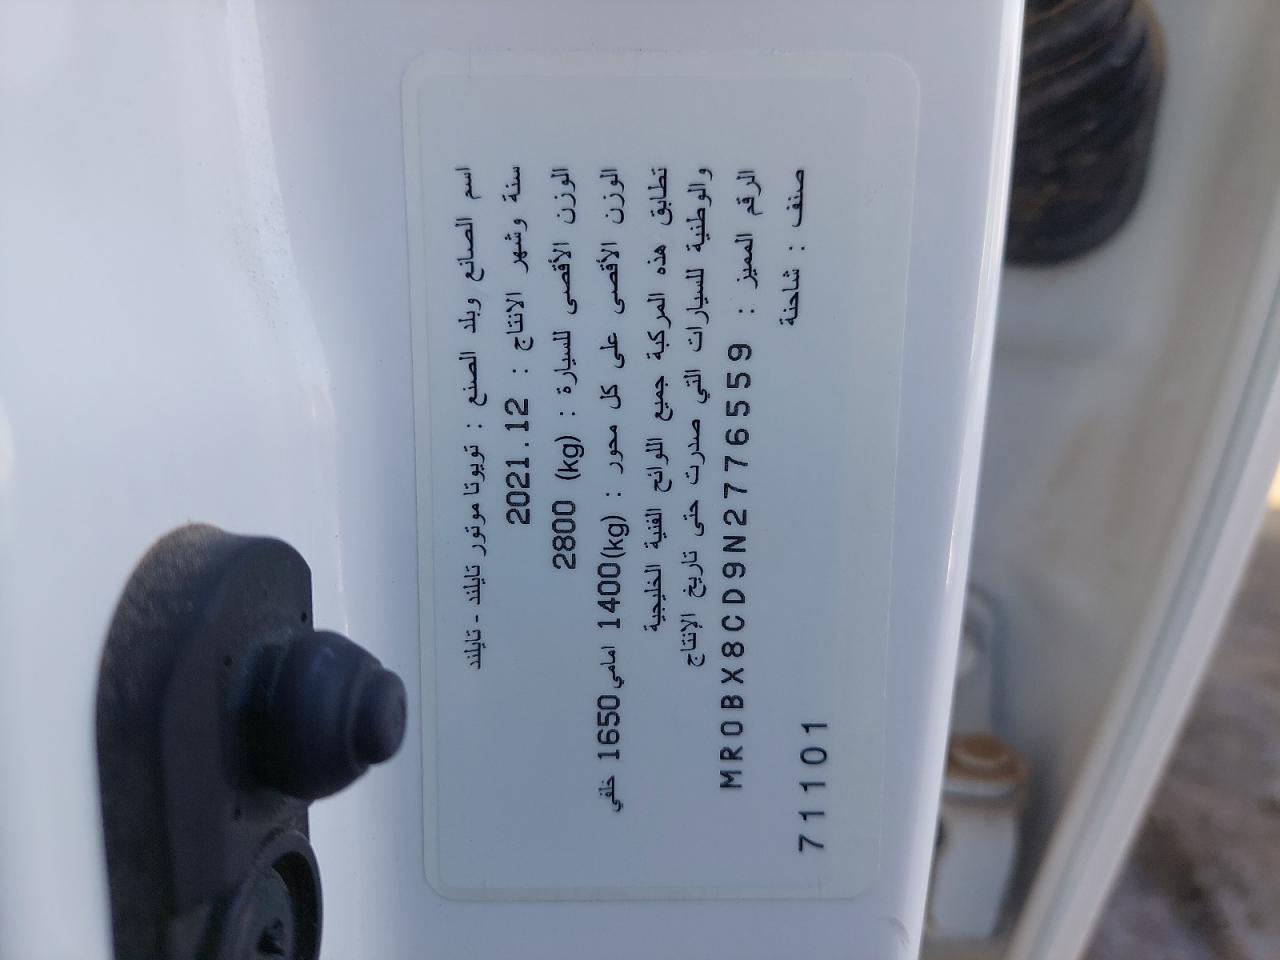 اسم الصانع وبلد الصنع : تويوتا موتور تايلند - تايلند
سنة وشهر الانتاج : 2021.12
الوزن الأقصى للسيارة : (kg) 2800
الوزن الأقصى على كل محور : (kg)1400 امامي 1650 خلفي
تطابق هذه المركبة جميع اللوائح الفنية الخليجية
والوطنية للسيارات التي صدرت حتى تاريخ الإنتاج
الرقم المميز : MR0BX8CD9N2776559
صنف : شاحنة
71101